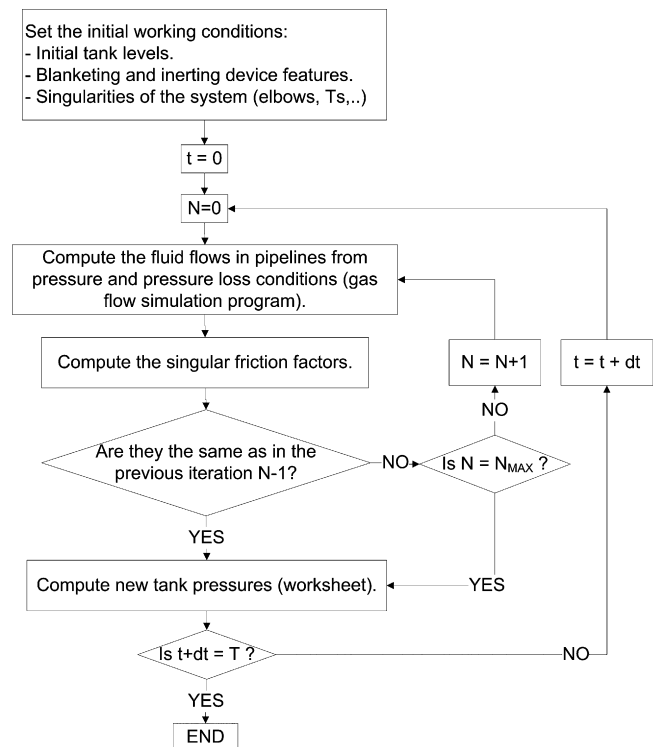 Set the initial working conditions:
- Initial tank levels.
- Blanketing and inerting device features.
- Singularities of the system (elbows, Ts,..)
t = 0
N=0
Compute the fluid flows in pipelines from
pressure and pressure loss conditions (gas
flow simulation program).
Compute the singular friction factors.
N = N+1
t = t + dt
NO
Are they the same as in the
previous iteration N-1?
NO
Is N = NMAX ?
YES
Compute new tank pressures (worksheet).
YES
Is t+dt = T ?
NO
YES
END